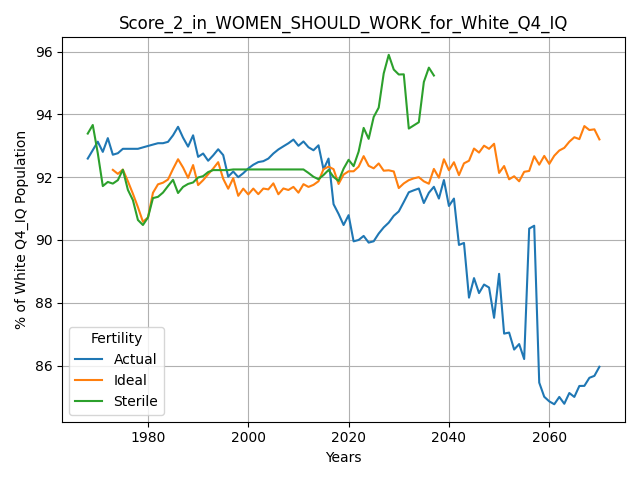 Score_2_in_WOMEN_SHOULD_WORK_for_White_Q4_IQ
% of White Q4_IQ Population
96
94
92
90
88
86
Fertility
Actual
Ideal
Sterile
1980 2000 2020 2040 2060
Years